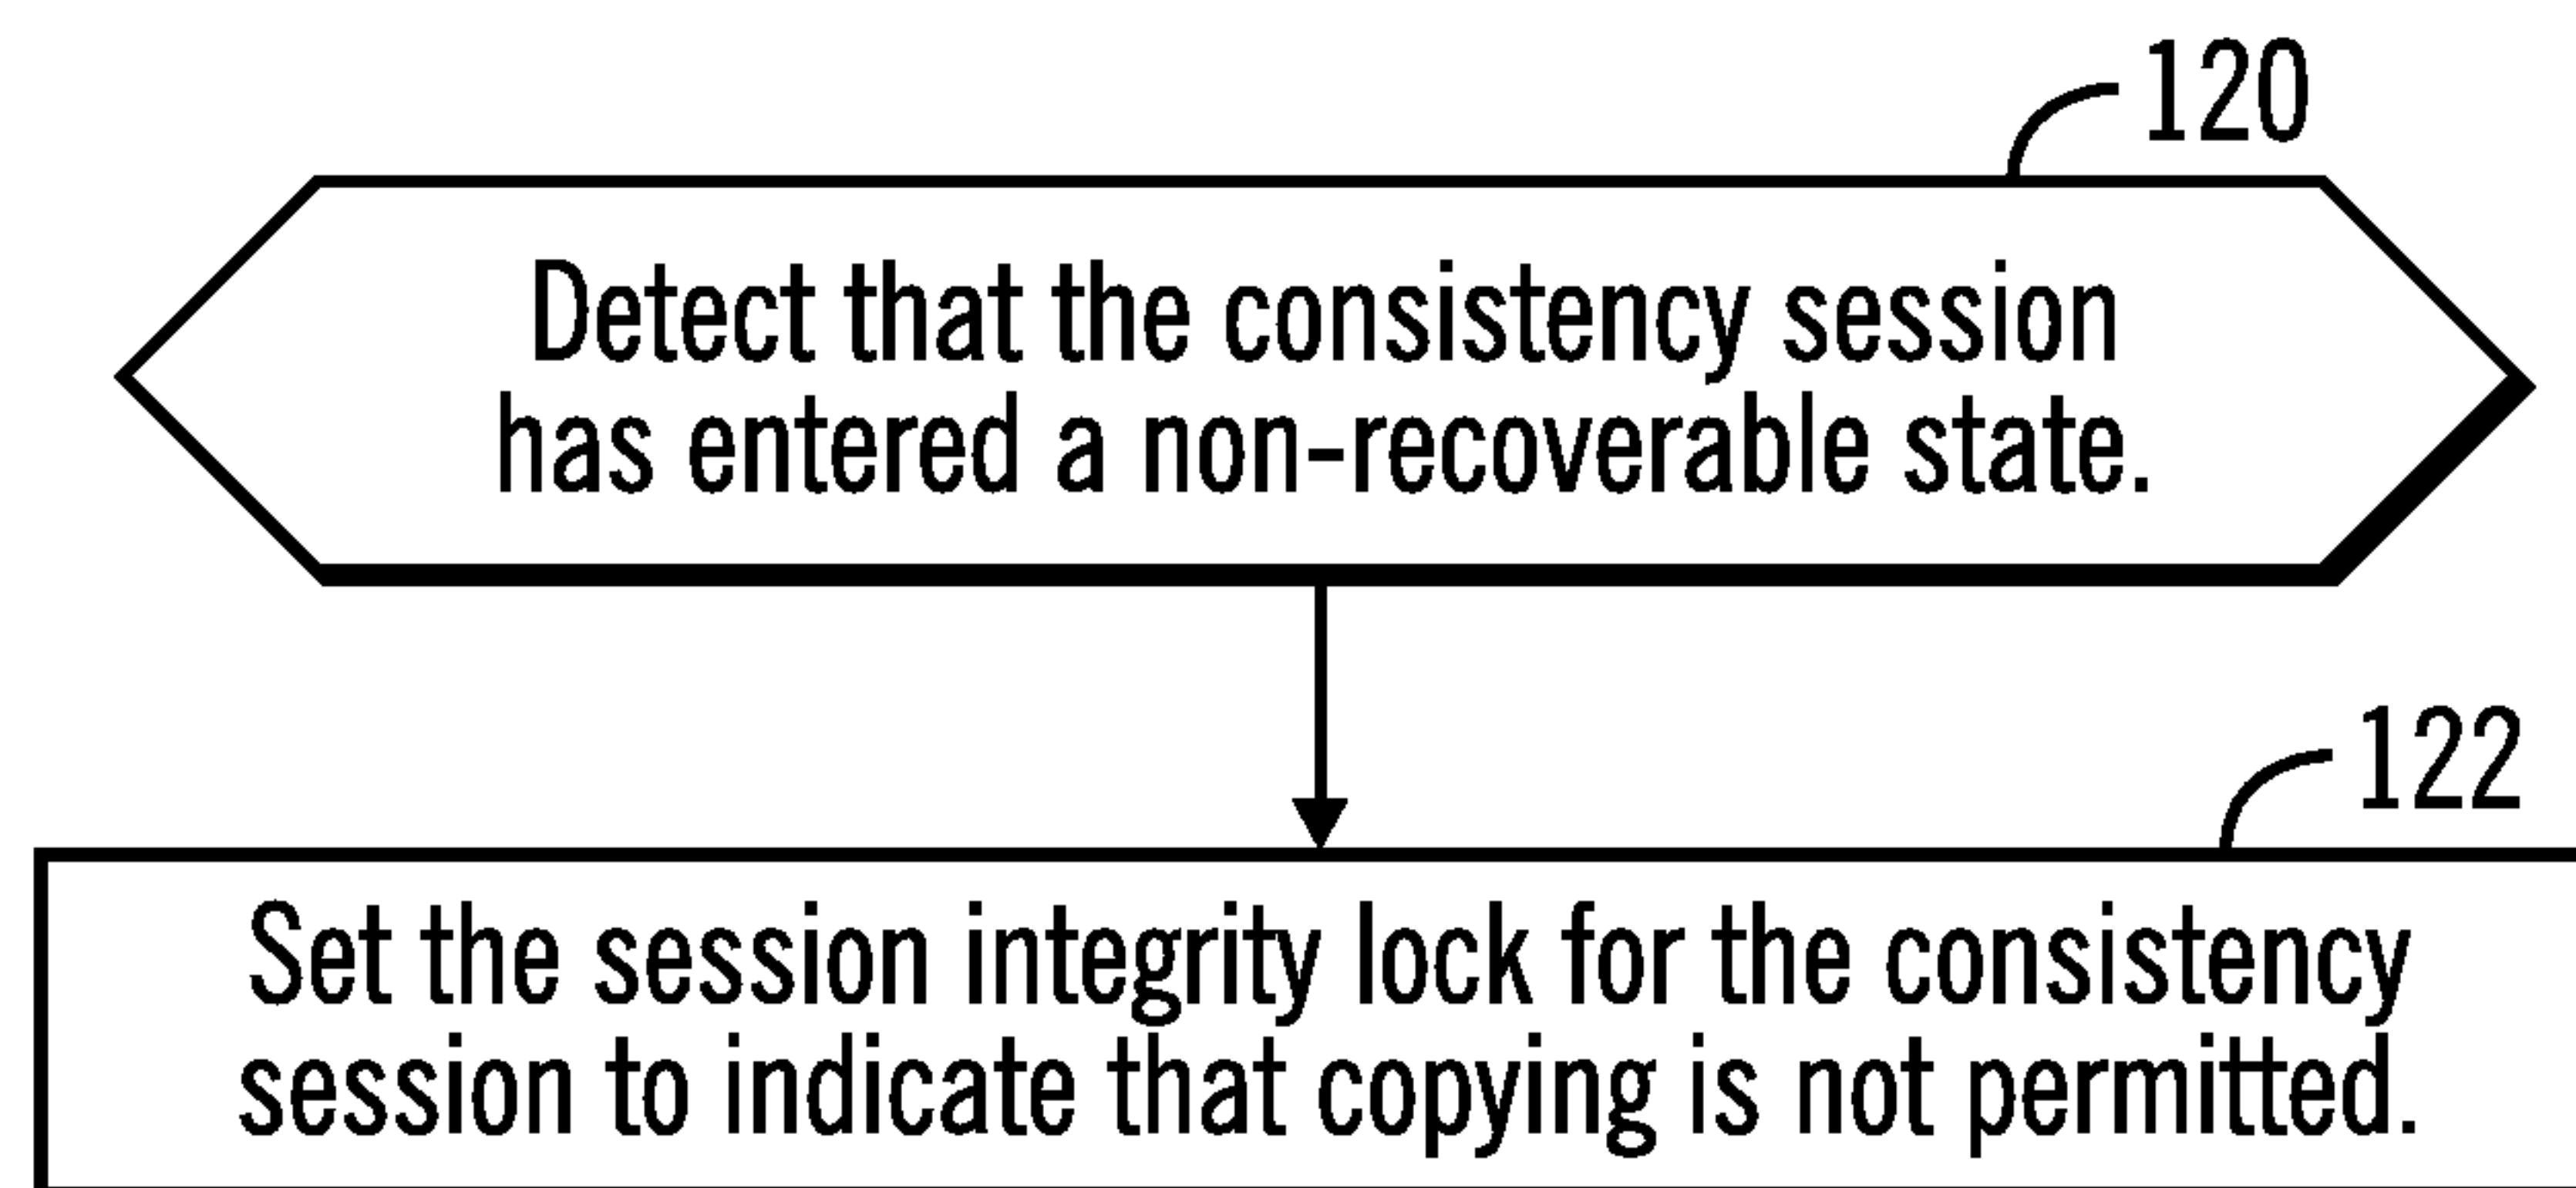 120
Detect that the consistency session
has entered a non-recoverable state.
122
Set the session integrity lock for the consistency
session to indicate that copying is not permitted.